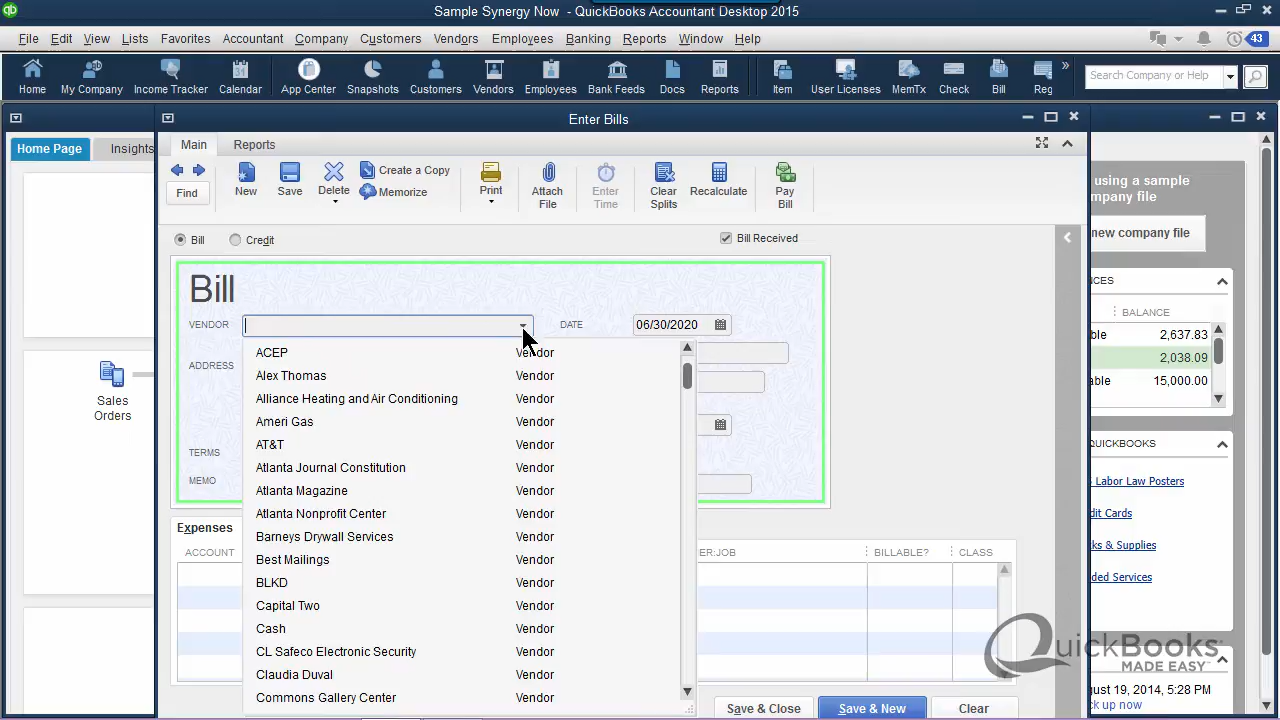 Sample Synergy Now - QuickBooks Accountant Desktop 2015
File Edit View Lists Favorites Accountant Company Customers Vendors Employees Banking Reports Window Help
43
Home My Company Income Tracker Calendar App Center Snapshots Customers Vendors Employees Bank Feeds Docs Reports Item User Licenses MemTx Check Bill Reg
Search Company or Help
Enter Bills
Home Page Insights
Main Reports
Find New Save Delete Create a Copy
Memorize
Print Attach File Enter Time Clear Splits Recalculate Pay Bill
using a sample
mpany file
new company file
Bill Credit Bill Received
Bill
VENDOR DATE 06/30/2020
ADDRESS
TERMS
MEMO
ACEP Vendor
Alex Thomas Vendor
Alliance Heating and Air Conditioning Vendor
Ameri Gas Vendor
AT&T Vendor
Atlanta Journal Constitution Vendor
Atlanta Magazine Vendor
Atlanta Nonprofit Center Vendor
Barneys Drywall Services Vendor
Best Mailings Vendor
BLKD Vendor
Capital Two Vendor
Cash Vendor
CL Safeco Electronic Security Vendor
Claudia Duval Vendor
Commons Gallery Center Vendor
Sales
Orders
Expenses
ACCOUNT ER:JOB BILLABLE? CLASS
Save & Close Save & New Clear
NCES
BALANCE
ble 2,637.83
2,038.09
able 15,000.00
QUICKBOOKS
Labor Law Posters
dit Cards
ks & Supplies
ded Services
QuickBooks
MADE EASY™
ugust 19, 2014, 5:28 PM
ck up now